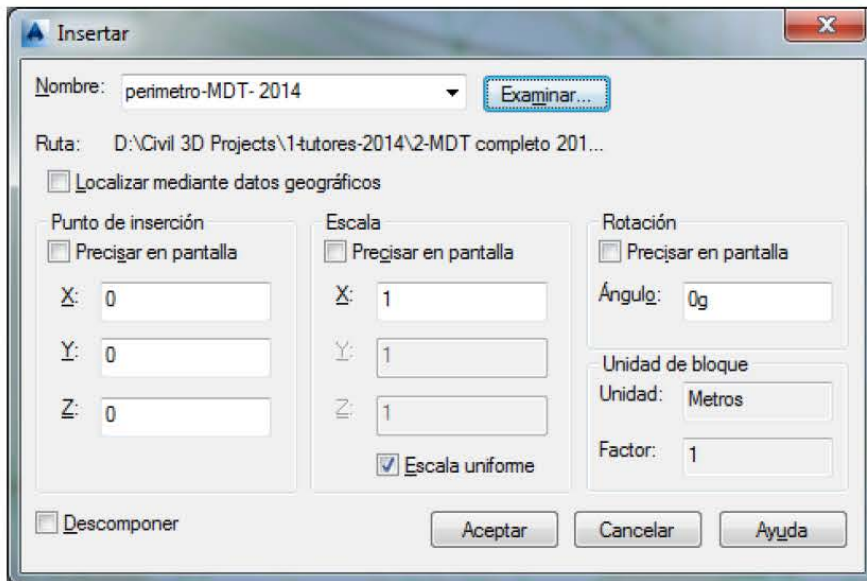 Insertar
Nombre: perimetro-MDT- 2014 Examinar...
Ruta: D:\Civil 3D Projects\1-tutores-2014\2-MDT completo 201...
Localizar mediante datos geográficos
Punto de inserción
Precisar en pantalla
X: 0
Y: 0
Z: 0
Escala
Precisar en pantalla
X: 1
Y: 1
Z: 1
Escala uniforme
Rotación
Precisar en pantalla
Ángulo: 0g
Unidad de bloque
Unidad: Metros
Factor: 1
Descomponer
Aceptar Cancelar Ayuda